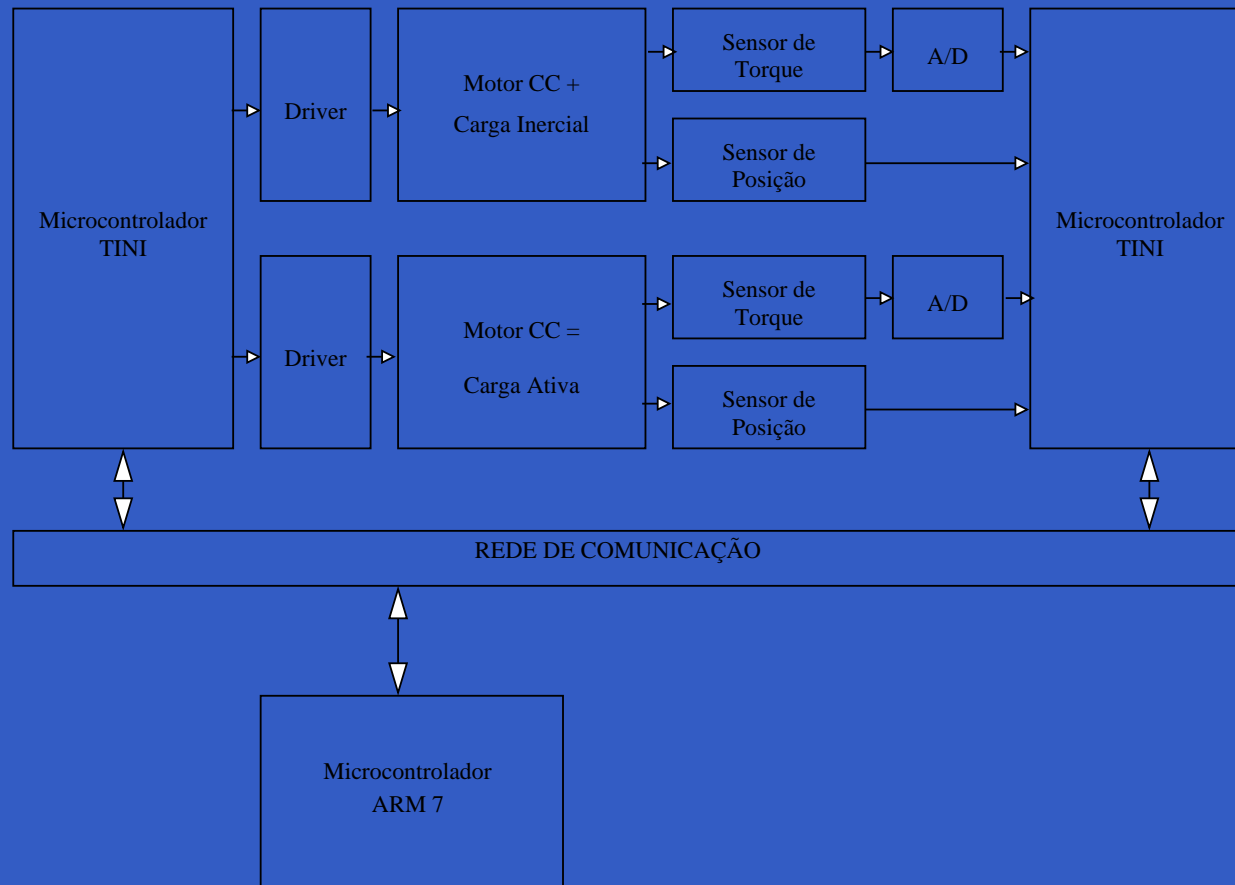 Microcontrolador
TINI
Driver
Motor CC +
Carga Inercial
Sensor de
Torque
A/D
Sensor de
Posição
Microcontrolador
TINI
Driver
Motor CC =
Carga Ativa
Sensor de
Torque
A/D
Sensor de
Posição
REDE DE COMUNICAÇÃO
Microcontrolador
ARM 7